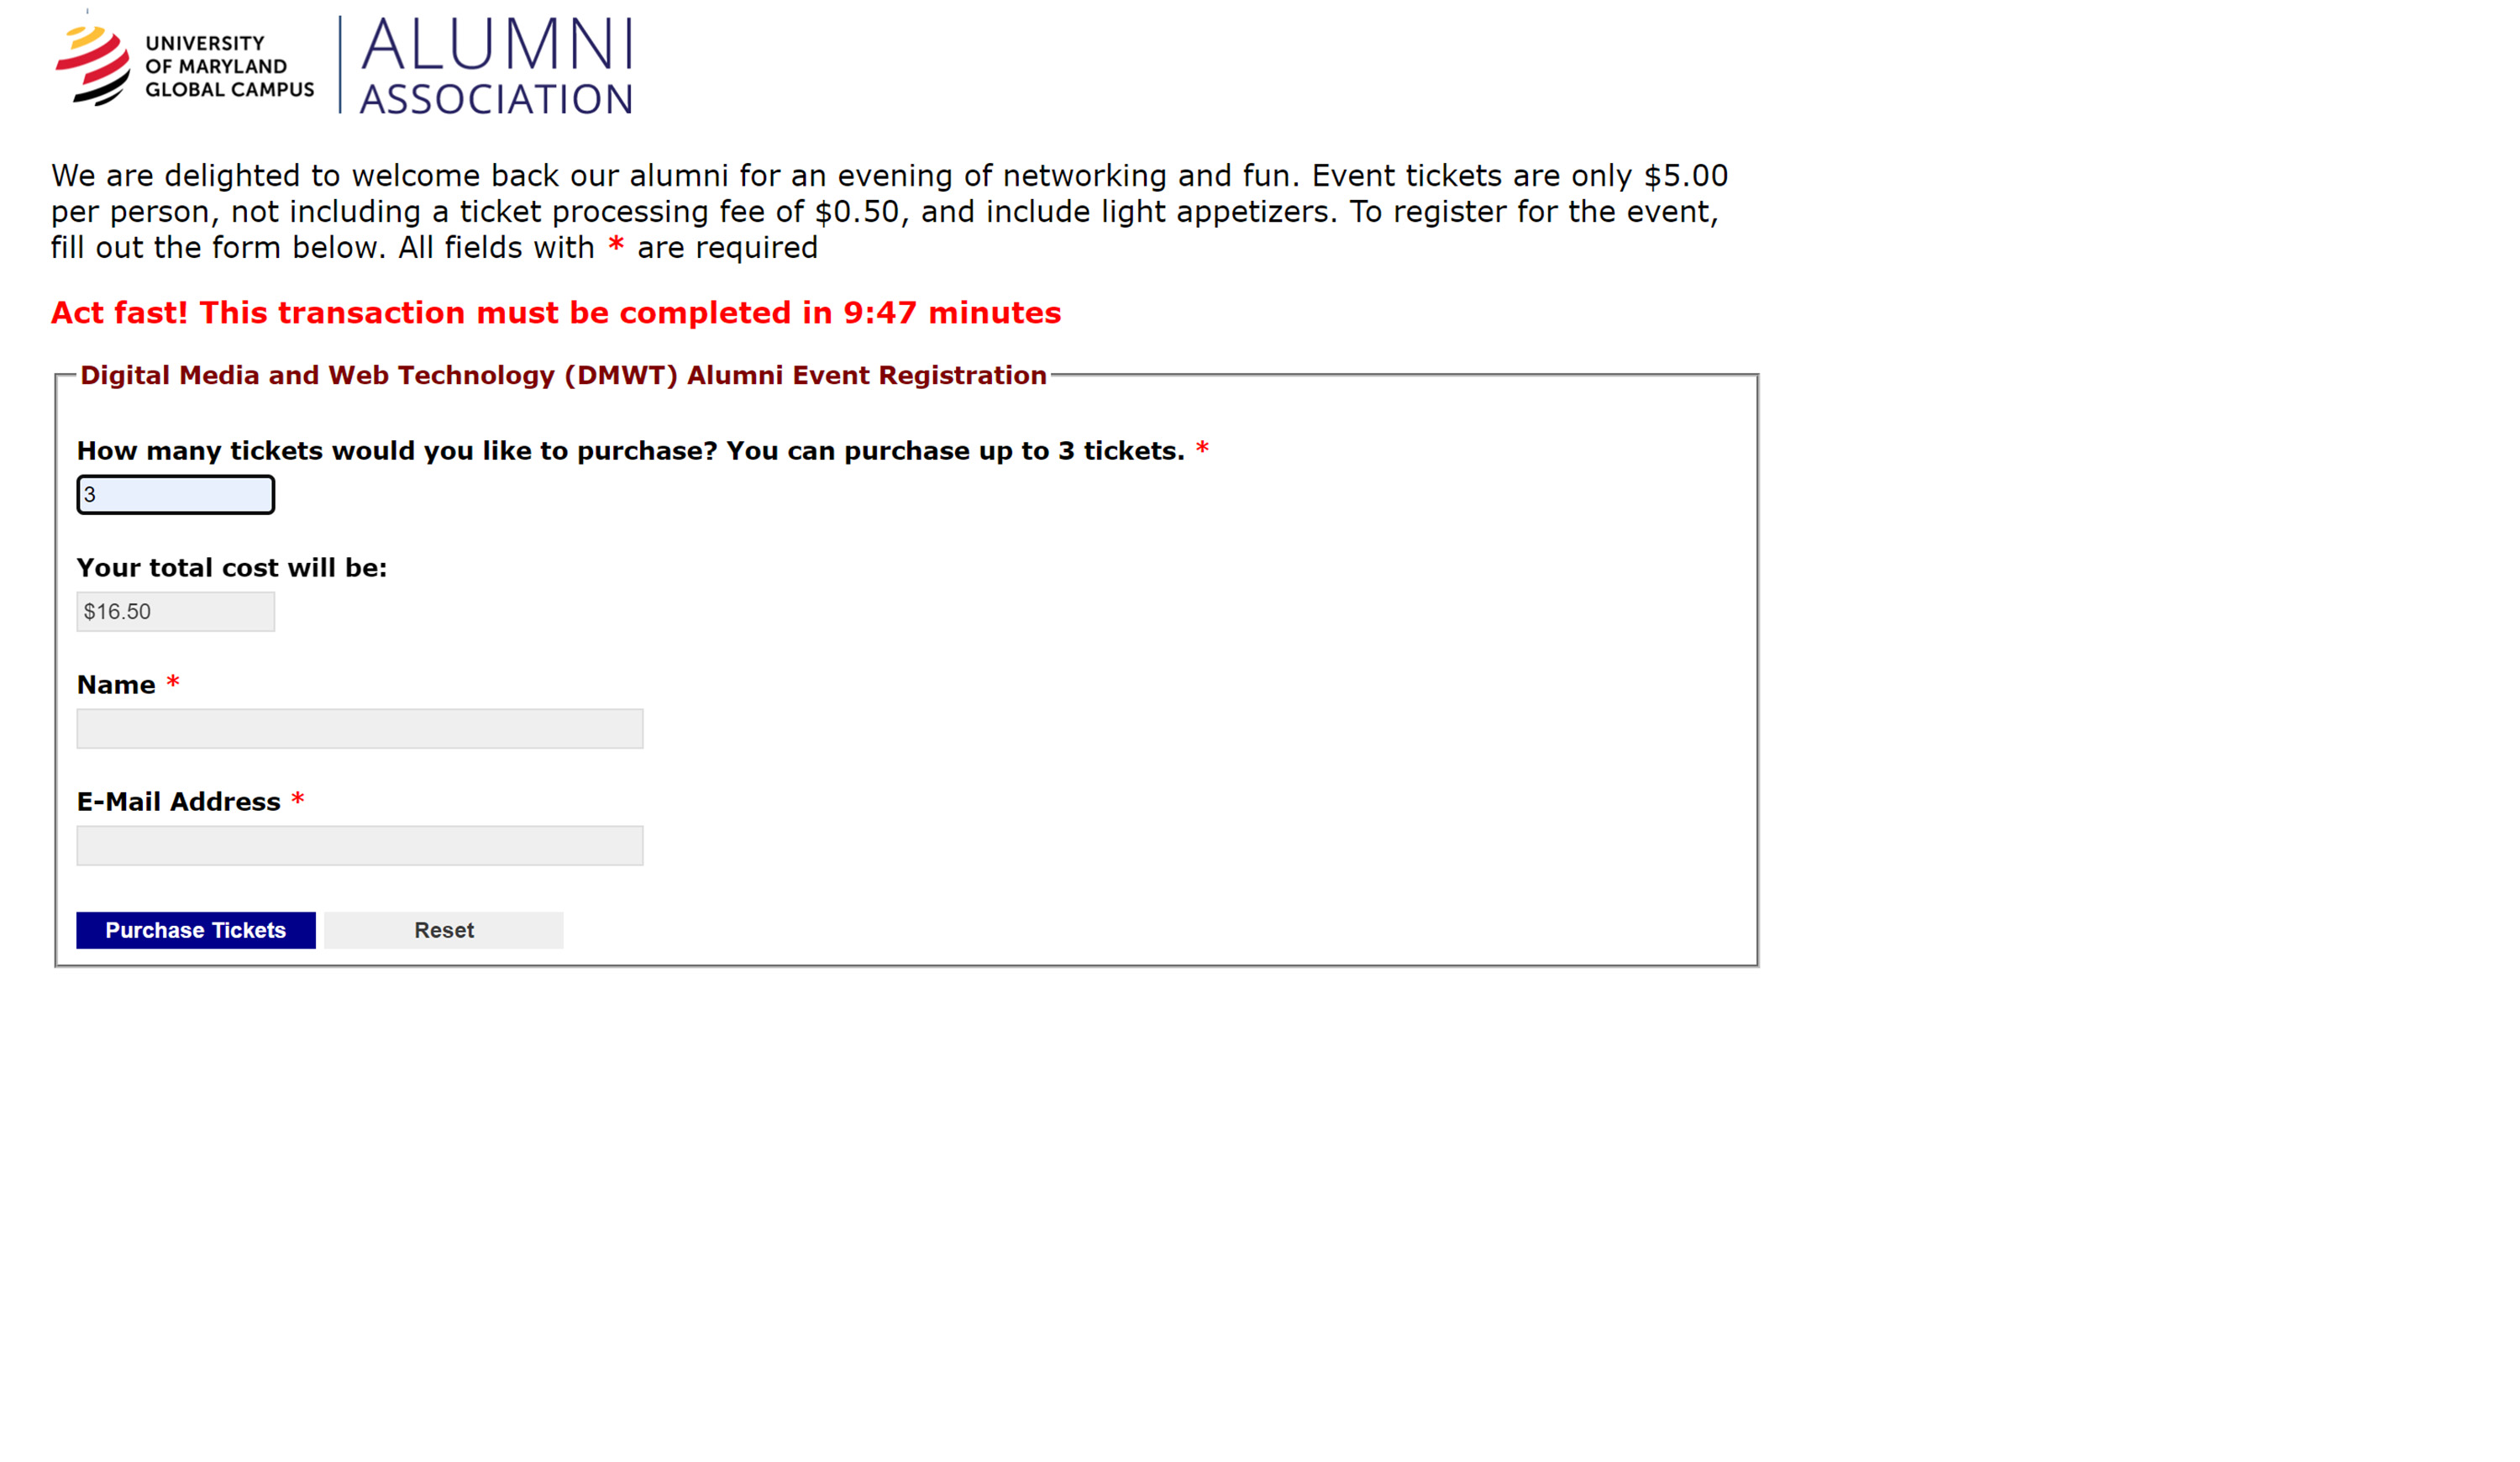 UNIVERSITY
OF MARYLAND
GLOBAL CAMPUS
ALUMNI
ASSOCIATION
We are delighted to welcome back our alumni for an evening of networking and fun. Event tickets are only $5.00
per person, not including a ticket processing fee of $0.50, and include light appetizers. To register for the event,
fill out the form below. All fields with * are required
Act fast! This transaction must be completed in 9:47 minutes
Digital Media and Web Technology (DMWT) Alumni Event Registration
How many tickets would you like to purchase? You can purchase up to 3 tickets. *
3
Your total cost will be:
$16.50
Name *
E-Mail Address *
Purchase Tickets Reset